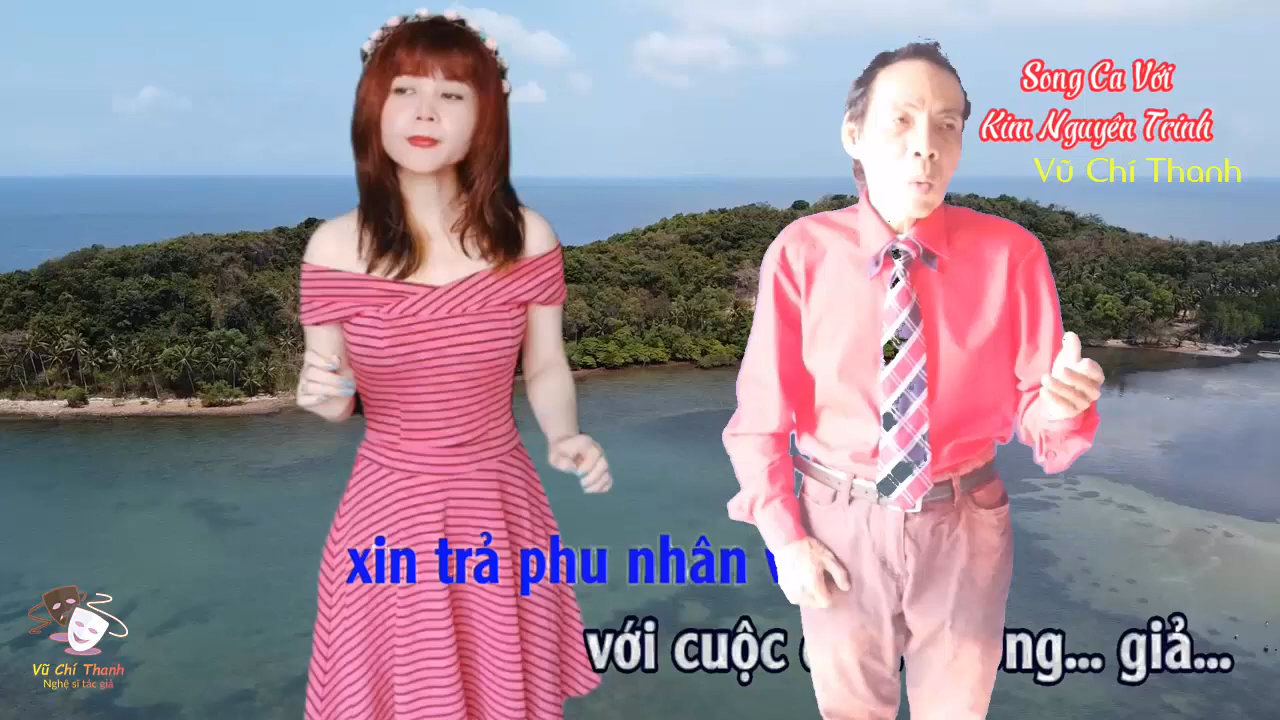 Song Ca Với
Kim Nguyên Trinh
Vũ Chí Thanh
xin trả phu nhân
với cuộc
giả...
Vũ Chí Thanh
Nghệ sĩ tác giả